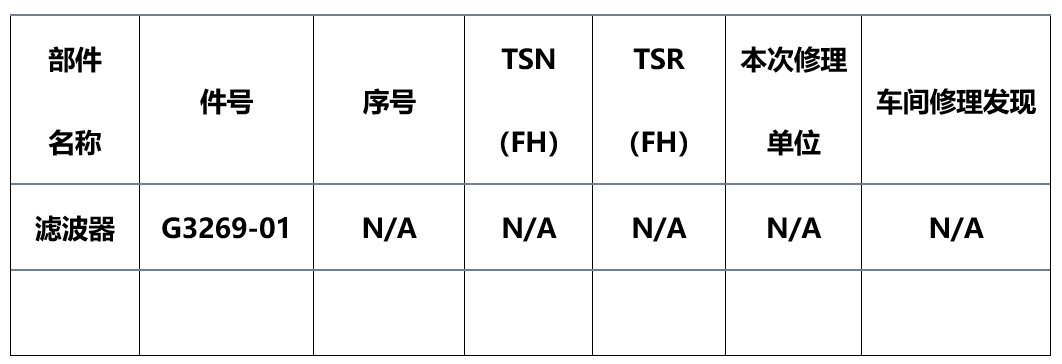 部件
名称
件号
序号
TSN
（FH）
TSR
（FH）
本次修理
单位
车间修理发现
滤波器
G3269-01
N/A
N/A
N/A
N/A
N/A